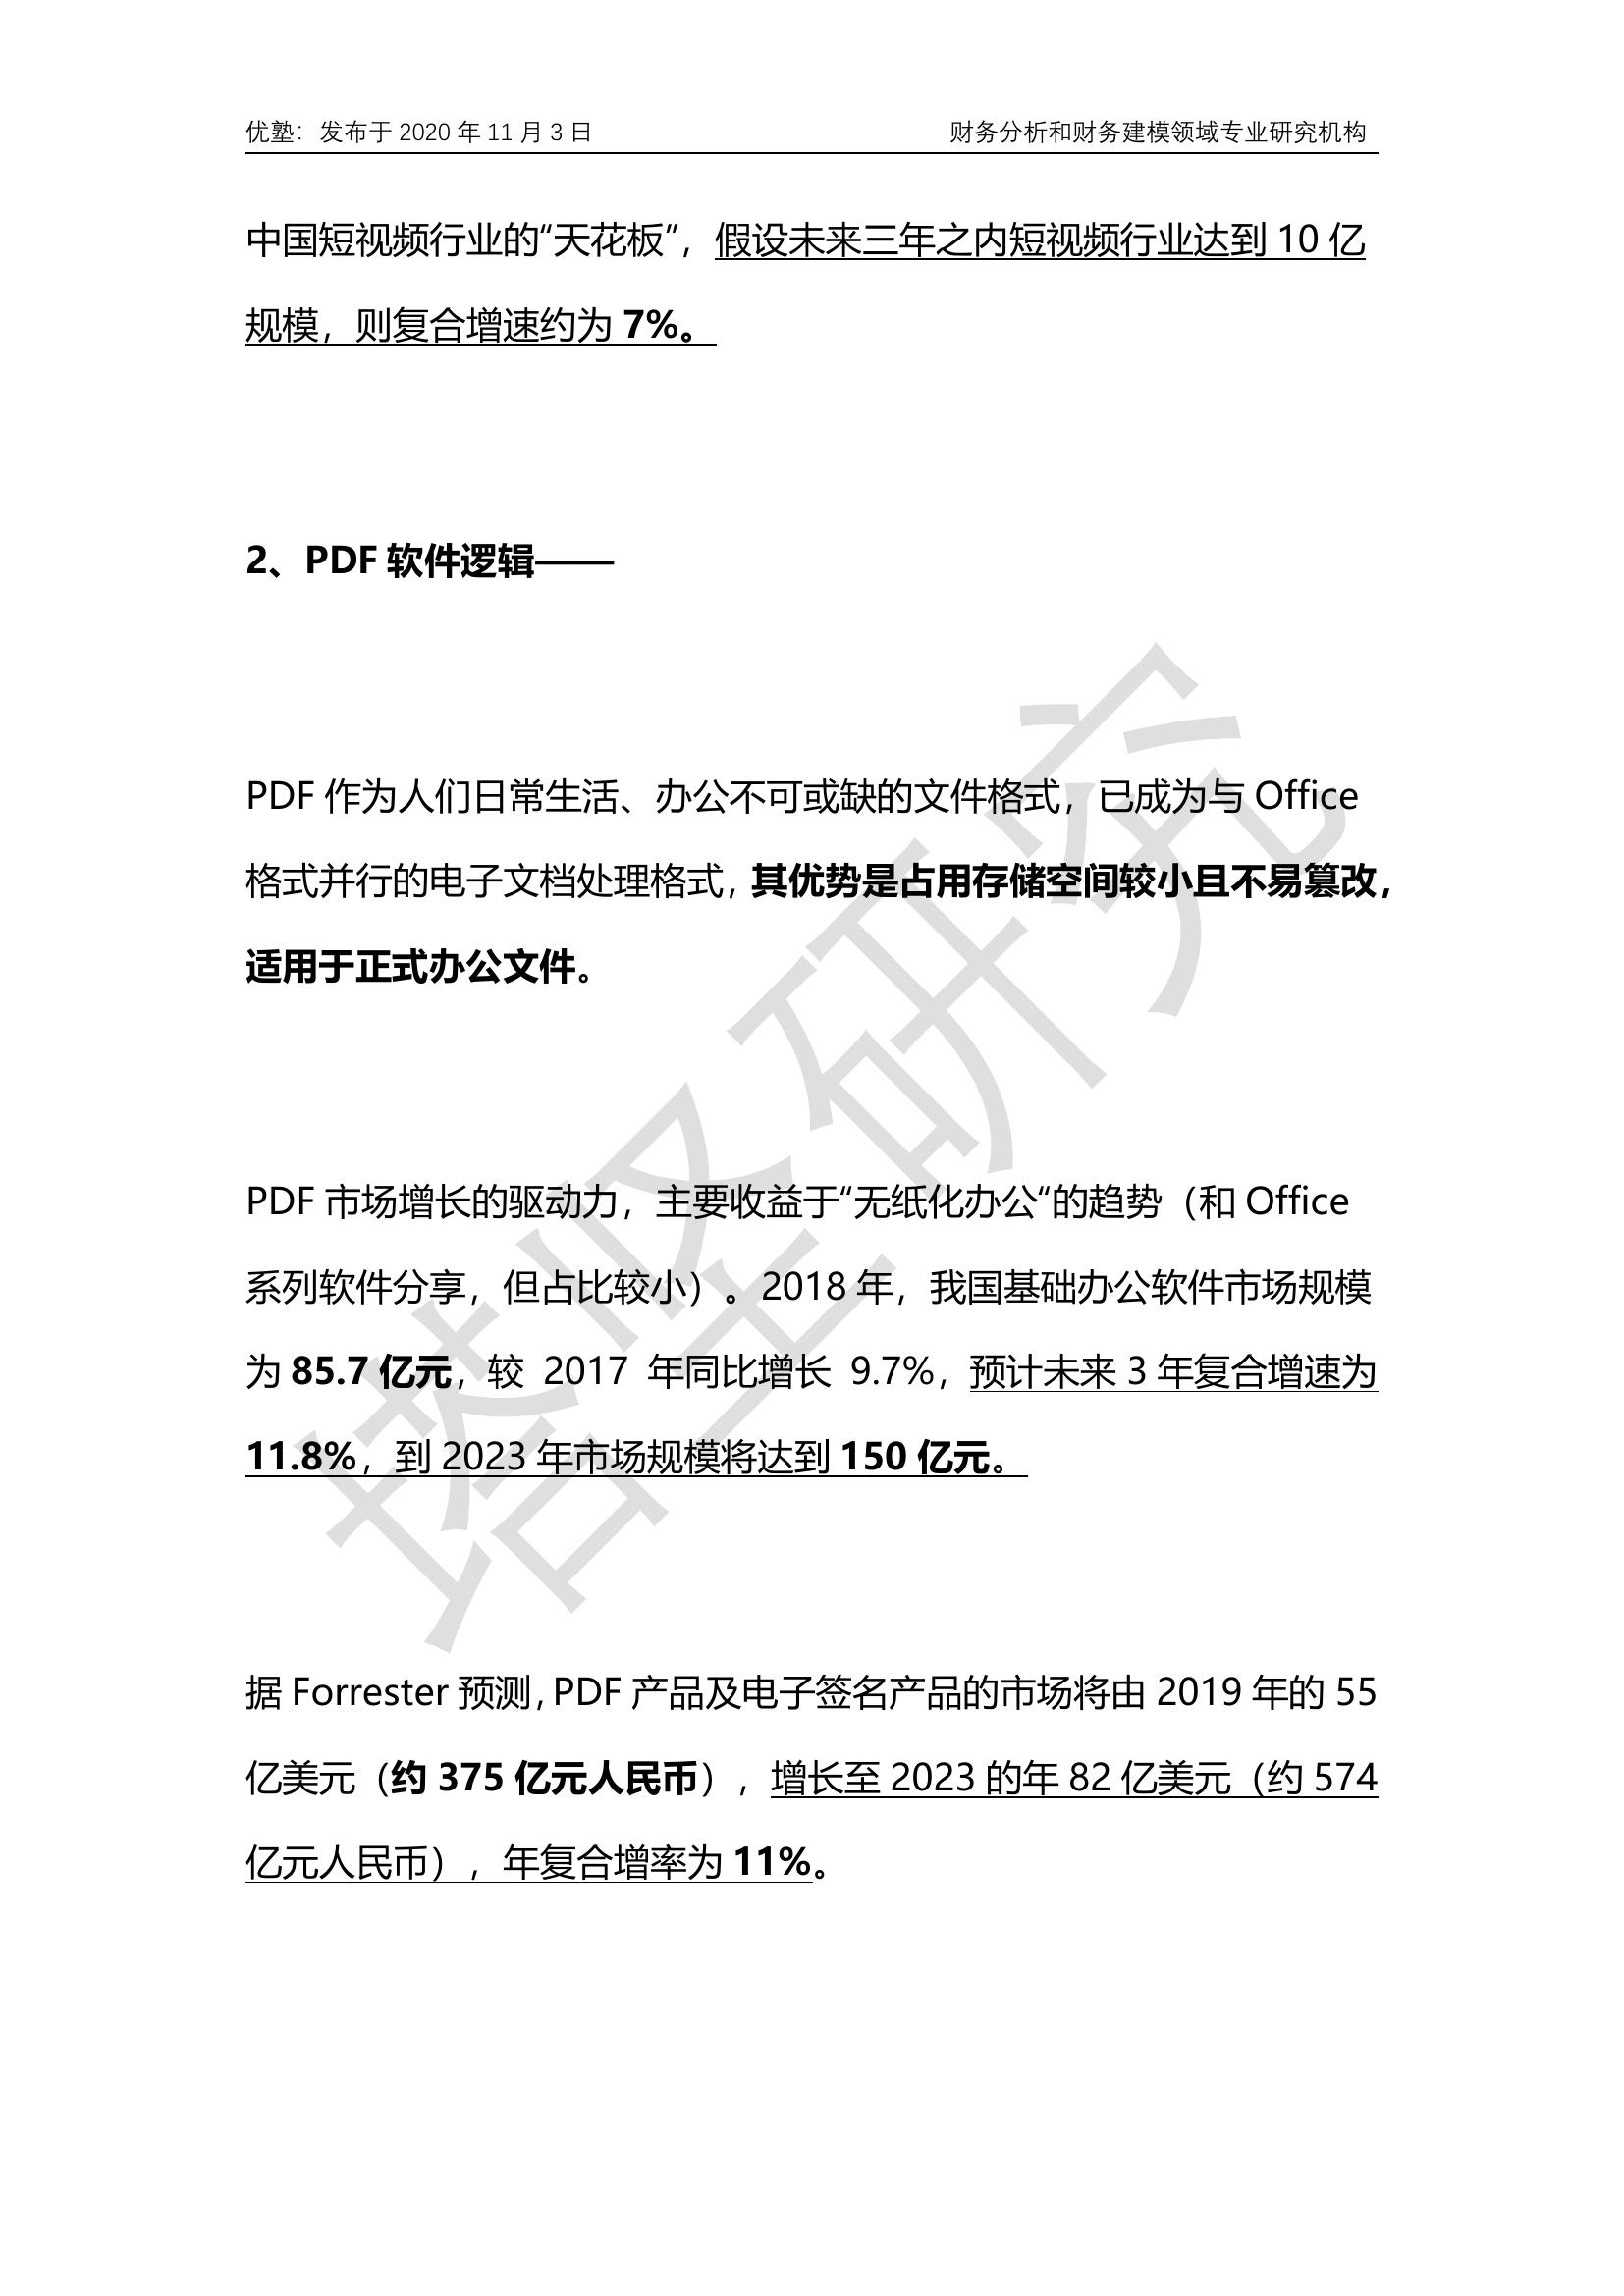 优塾：发布于 2020 年 11 月 3 日 财务分析和财务建模领域专业研究机构
中国短视频行业的“天花板”，假设未来三年之内短视频行业达到 10 亿
规模，则复合增速约为 7%。
2、PDF 软件逻辑——
PDF 作为人们日常生活、办公不可或缺的文件格式，已成为与 Office
格式并行的电子文档处理格式，其优势是占用存储空间较小且不易篡改，
适用于正式办公文件。
PDF 市场增长的驱动力，主要收益于“无纸化办公“的趋势（和 Office
系列软件分享，但占比较小）。2018 年，我国基础办公软件市场规模
为 85.7 亿元，较 2017 年同比增长 9.7%，预计未来 3 年复合增速为
11.8%，到 2023 年市场规模将达到 150 亿元。
据 Forrester 预测，PDF 产品及电子签名产品的市场将由 2019 年的 55
亿美元（约 375 亿元人民币），增长至 2023 的年 82 亿美元（约 574
亿元人民币），年复合增率为 11%。
塔坚研究